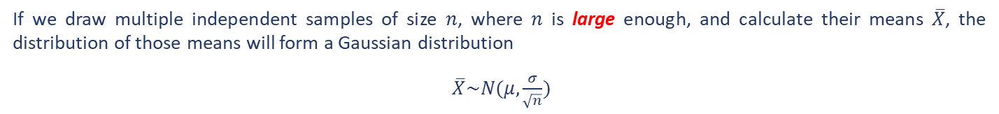 If we draw multiple independent samples of size n, where n is large enough, and calculate their means X̅, the
distribution of those means will form a Gaussian distribution
X̅~N(μ, σ/√n)